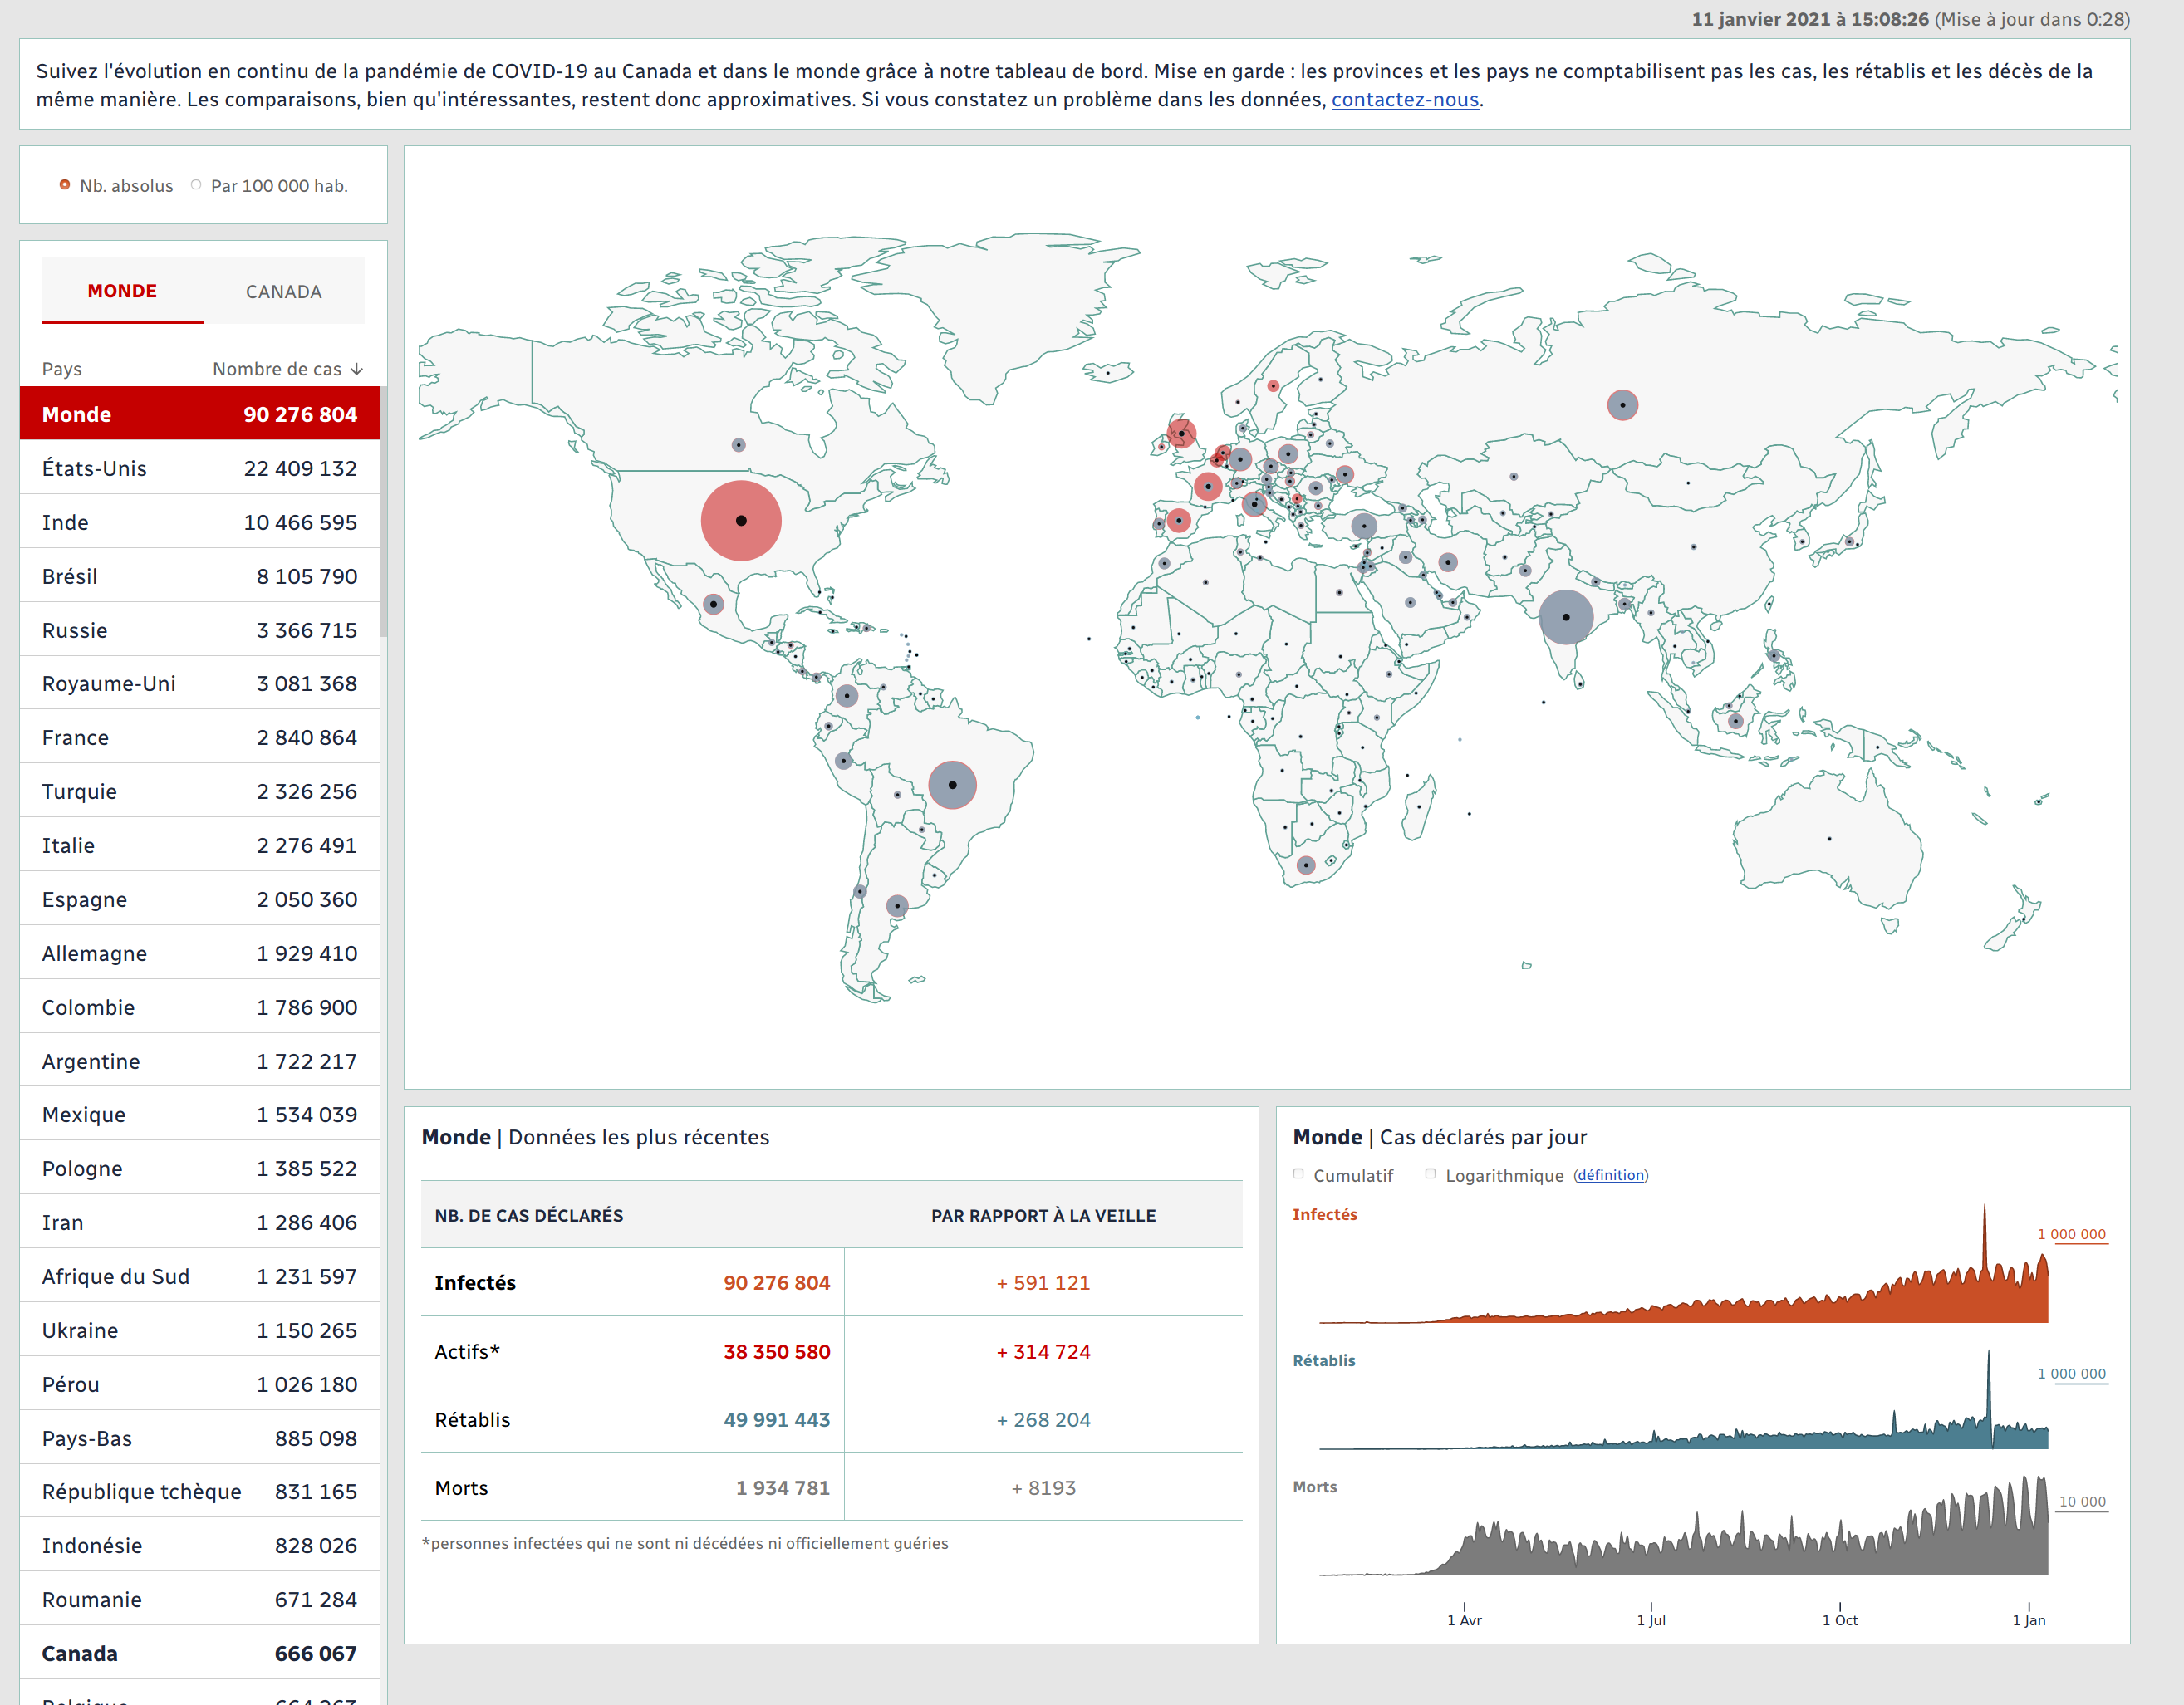 11 janvier 2021 à 15:08:26 (Mise à jour dans 0:28)
Suivez l'évolution en continu de la pandémie de COVID-19 au Canada et dans le monde grâce à notre tableau de bord. Mise en garde : les provinces et les pays ne comptabilisent pas les cas, les rétablis et les décès de la
même manière. Les comparaisons, bien qu'intéressantes, restent donc approximatives. Si vous constatez un problème dans les données, contactez-nous.
Nb. absolus Par 100 000 hab.
MONDE CANADA
Pays Nombre de cas ↓
Monde 90 276 804
États-Unis 22 409 132
Inde 10 466 595
Brésil 8 105 790
Russie 3 366 715
Royaume-Uni 3 081 368
France 2 840 864
Turquie 2 326 256
Italie 2 276 491
Espagne 2 050 360
Allemagne 1 929 410
Colombie 1 786 900
Argentine 1 722 217
Mexique 1 534 039
Pologne 1 385 522
Iran 1 286 406
Afrique du Sud 1 231 597
Ukraine 1 150 265
Pérou 1 026 180
Pays-Bas 885 098
République tchèque 831 165
Indonésie 828 026
Roumanie 671 284
Canada 666 067
Monde | Données les plus récentes
NB. DE CAS DÉCLARÉS PAR RAPPORT À LA VEILLE
Infectés 90 276 804 + 591 121
Actifs* 38 350 580 + 314 724
Rétablis 49 991 443 + 268 204
Morts 1 934 781 + 8193
*personnes infectées qui ne sont ni décédées ni officiellement guéries
Monde | Cas déclarés par jour
Cumulatif Logarithmique (définition)
Infectés
1 000 000
Rétablis
1 000 000
Morts
10 000
1 Avr 1 Jul 1 Oct 1 Jan